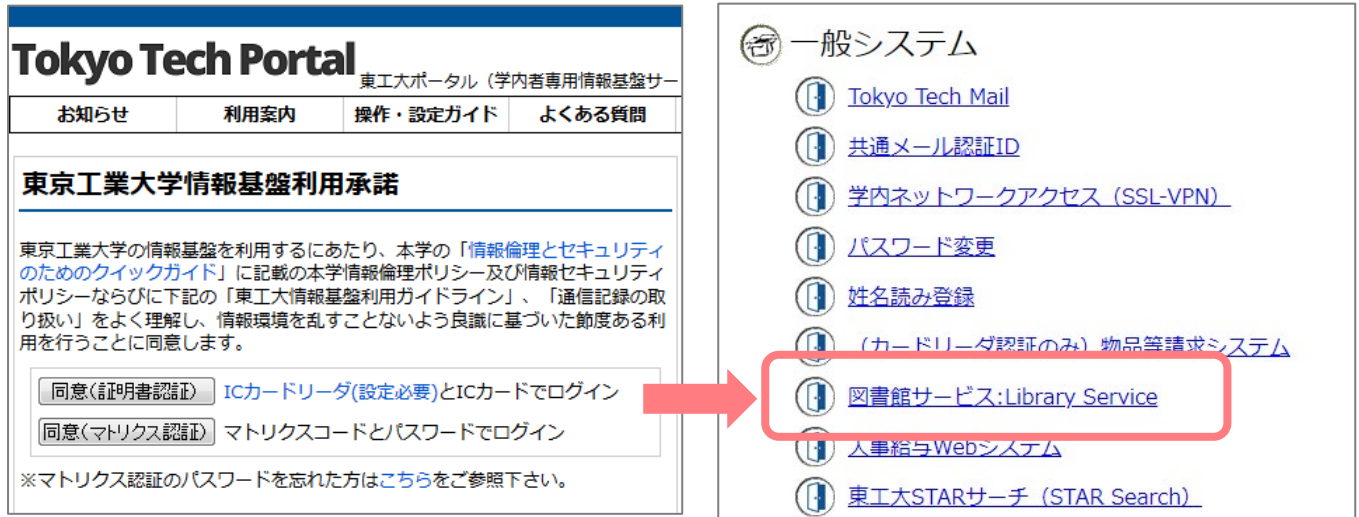 Tokyo Tech Portal
東工大ポータル（学内者専用情報基盤サー
お知らせ 利用案内 操作・設定ガイド よくある質問
東京工業大学情報基盤利用承諾
東京工業大学の情報基盤を利用するにあたり、本学の「情報倫理とセキュリティ
のためのクイックガイド」に記載の本学情報倫理ポリシー及び情報セキュリティ
ポリシーならびに下記の「東工大情報基盤利用ガイドライン」、「通信記録の取
り扱い」をよく理解し、情報環境を乱すことないよう良識に基づいた節度ある利
用を行うことに同意します。
同意(証明書認証) ICカードリーダ(設定必要)とICカードでログイン
同意(マトリクス認証) マトリクスコードとパスワードでログイン
※マトリクス認証のパスワードを忘れた方はこちらをご参照下さい。
一般システム
Tokyo Tech Mail
共通メール認証ID
学内ネットワークアクセス（SSL-VPN）
パスワード変更
姓名読み登録
（カードリーダ認証のみ）物品等請求システム
図書館サービス:Library Service
人事給与Webシステム
東工大STARサーチ（STAR Search）